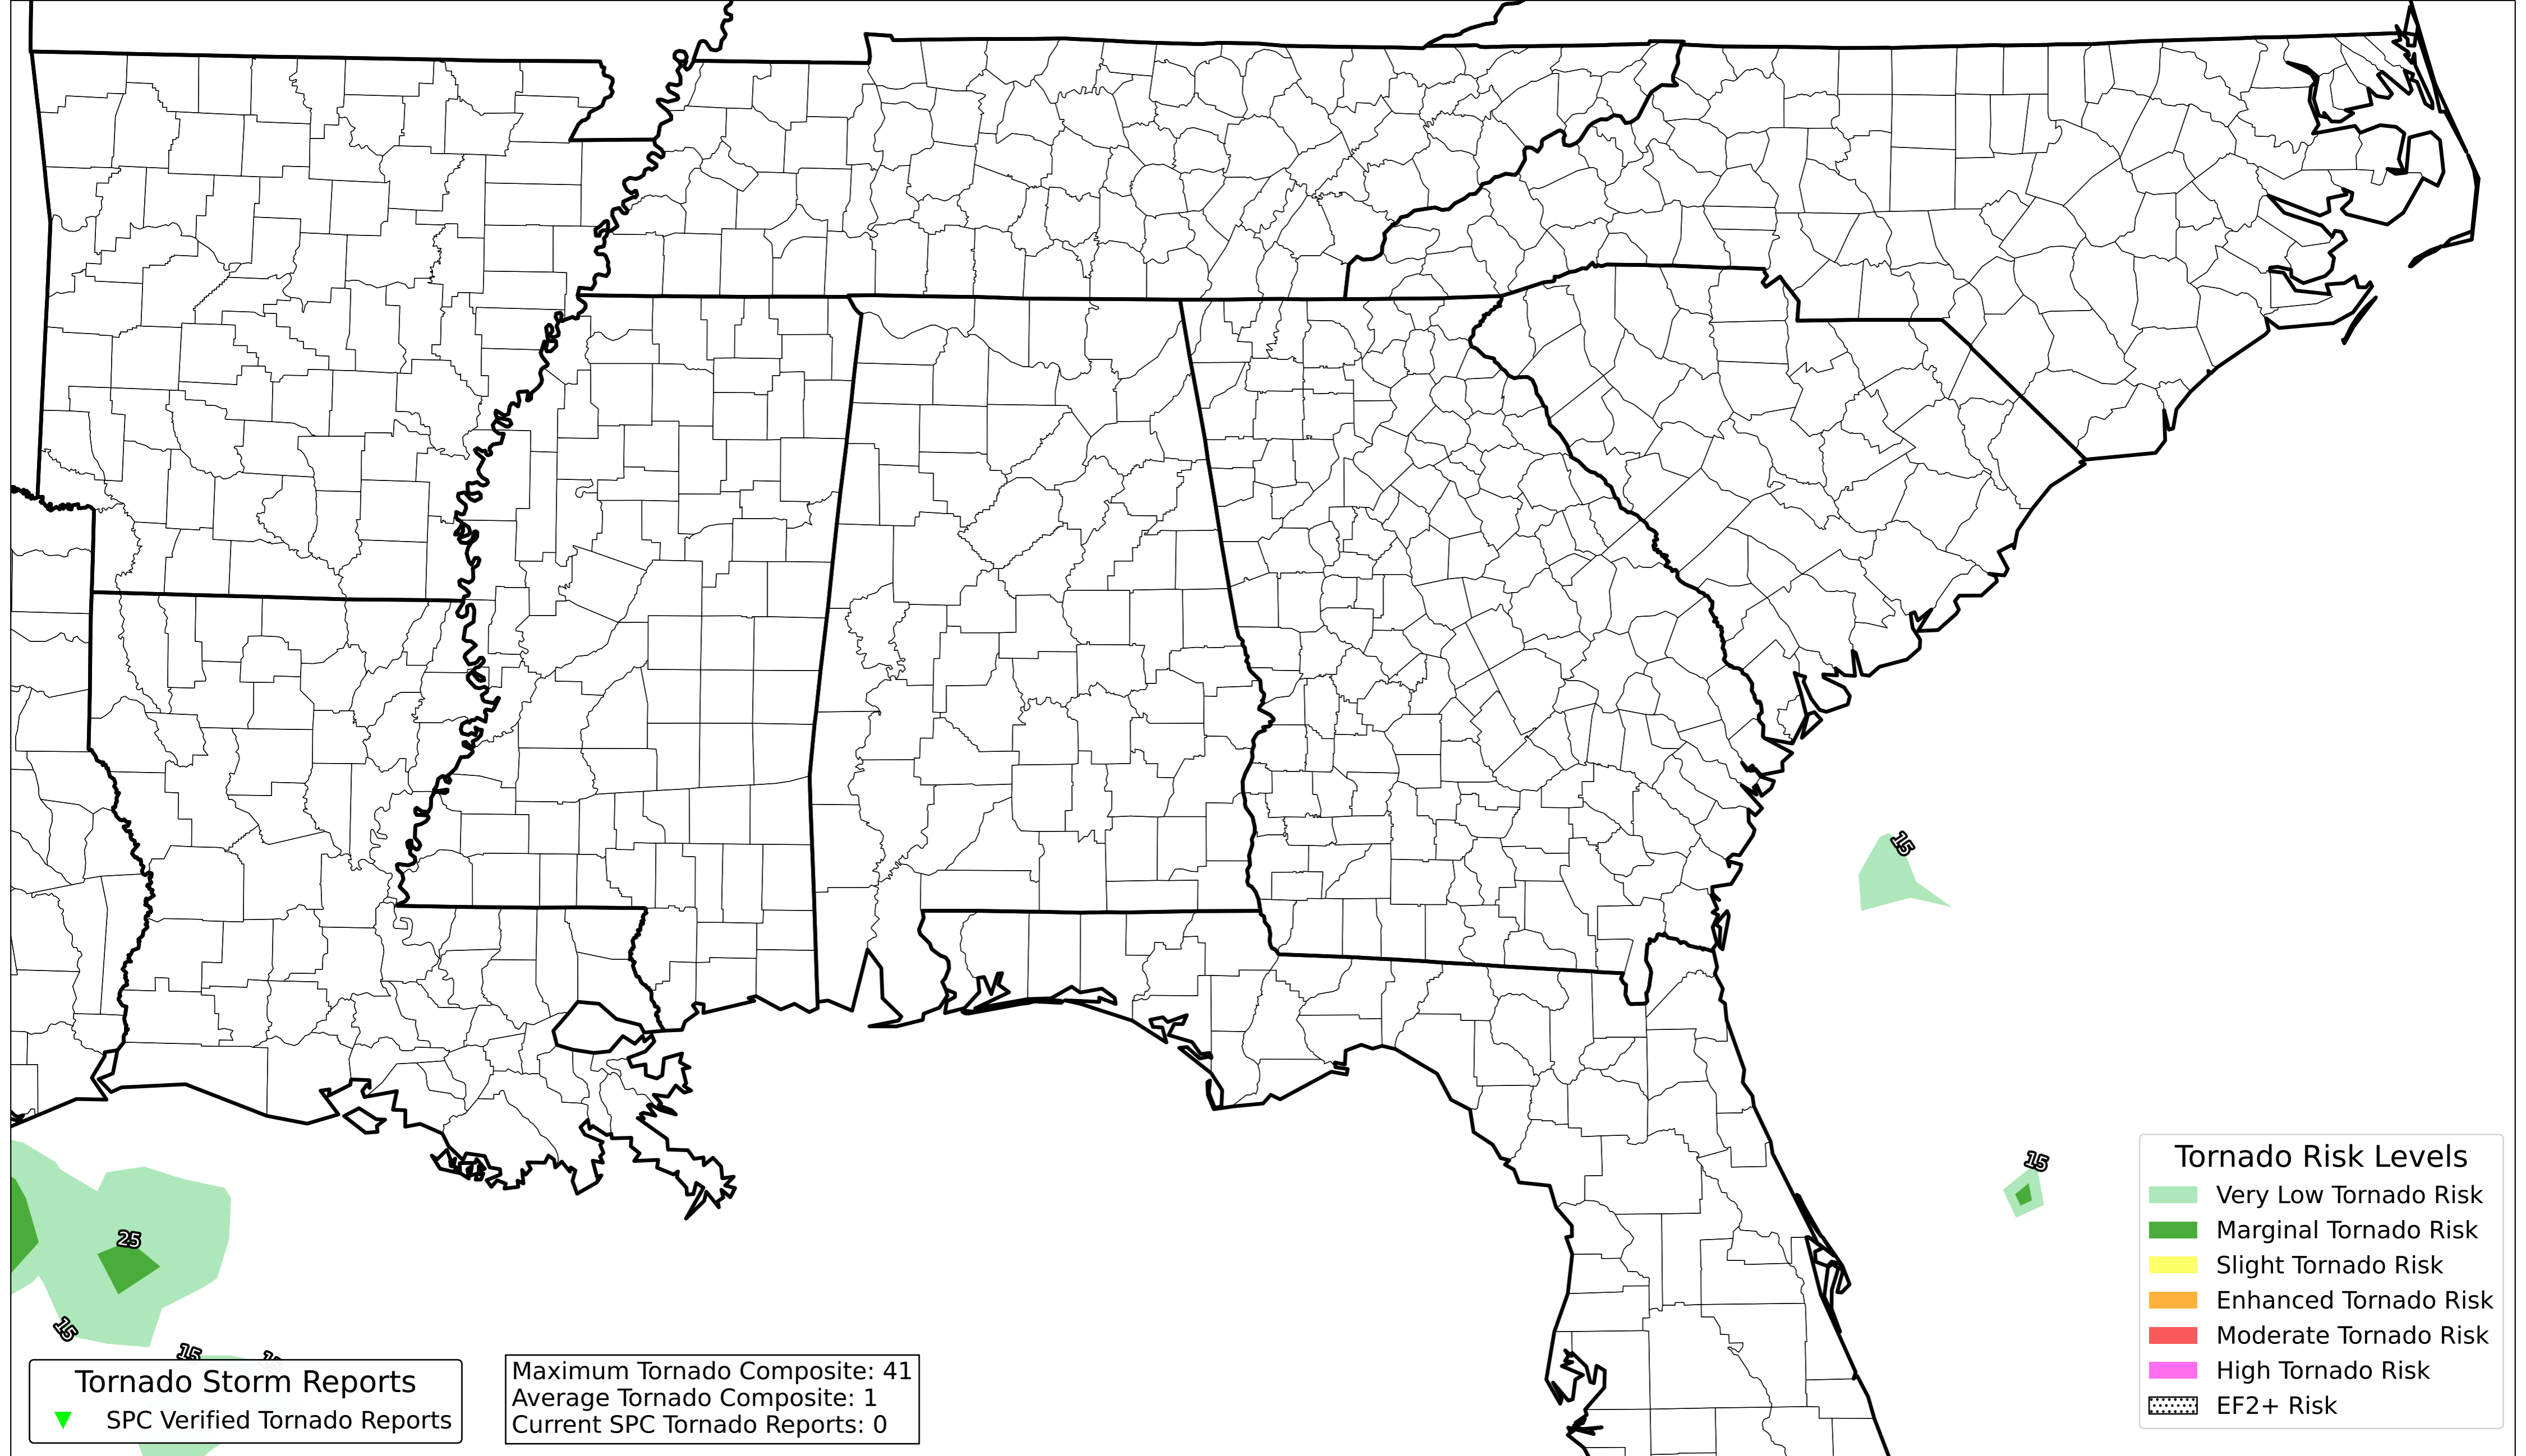 15
15
25
15
15
Tornado Risk Levels
Very Low Tornado Risk
Marginal Tornado Risk
Slight Tornado Risk
Enhanced Tornado Risk
Moderate Tornado Risk
High Tornado Risk
EF2+ Risk
Tornado Storm Reports
SPC Verified Tornado Reports
Maximum Tornado Composite: 41
Average Tornado Composite: 1
Current SPC Tornado Reports: 0